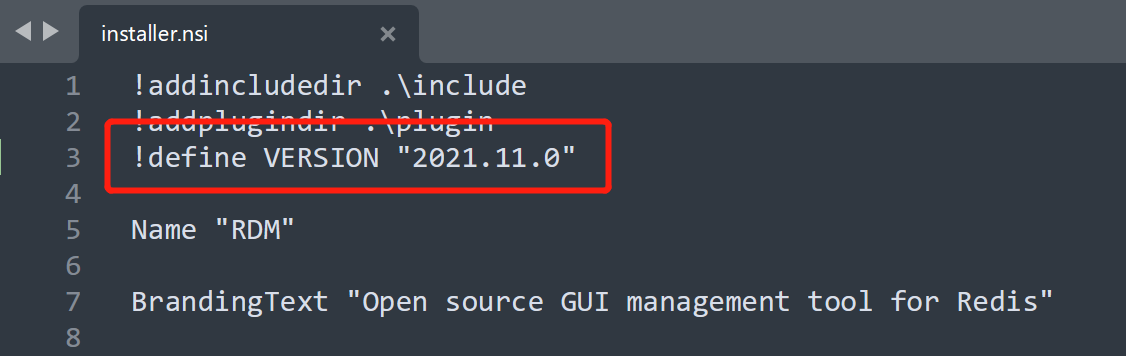 installer.nsi
1 !addincludedir .\include
2 !addplugindir .\plugin
3 !define VERSION "2021.11.0"
4
5 Name "RDM"
6
7 BrandingText "Open source GUI management tool for Redis"
8